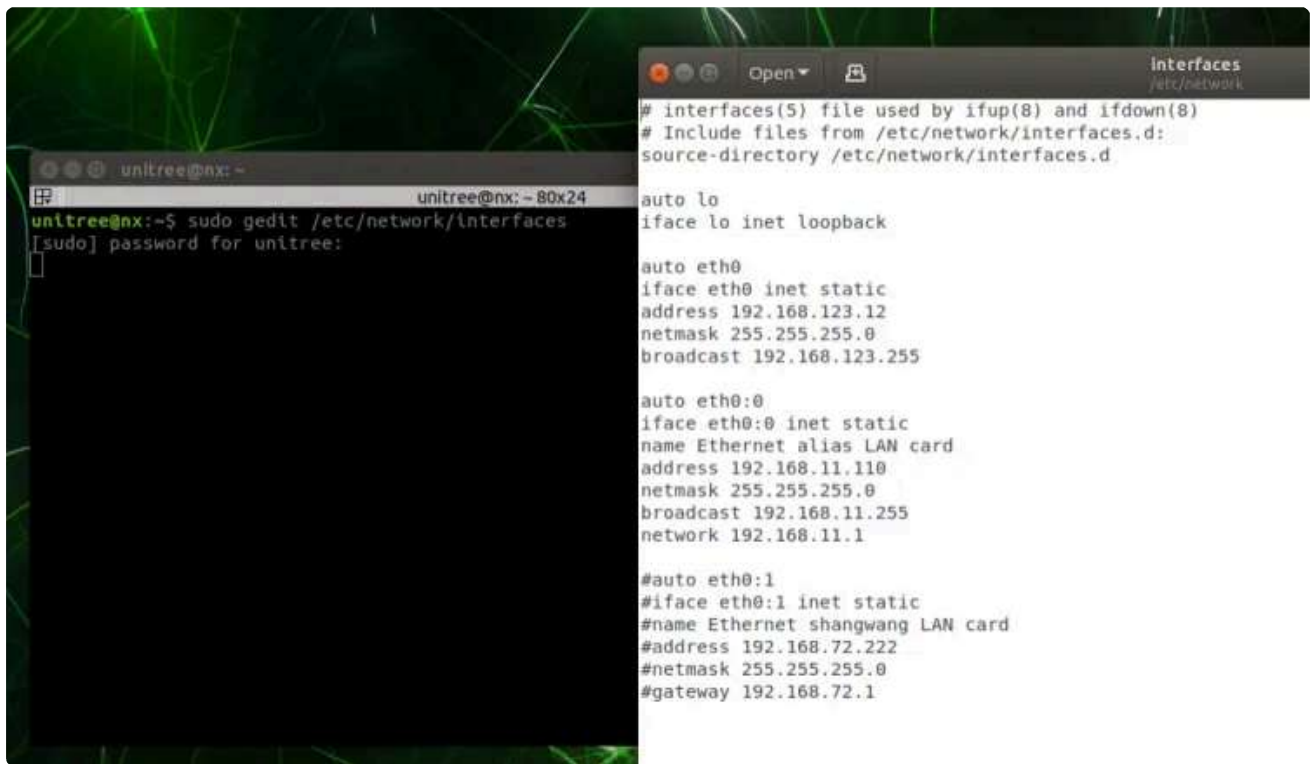 unitree@nx: ~
unitree@nx: ~ 80x24
unitree@nx:~$ sudo gedit /etc/network/interfaces
[sudo] password for unitree:
Open
interfaces
/etc/network
# interfaces(5) file used by ifup(8) and ifdown(8)
# Include files from /etc/network/interfaces.d:
source-directory /etc/network/interfaces.d

auto lo
iface lo inet loopback

auto eth0
iface eth0 inet static
address 192.168.123.12
netmask 255.255.255.0
broadcast 192.168.123.255

auto eth0:0
iface eth0:0 inet static
name Ethernet alias LAN card
address 192.168.11.110
netmask 255.255.255.0
broadcast 192.168.11.255
network 192.168.11.1

#auto eth0:1
#iface eth0:1 inet static
#name Ethernet shangwang LAN card
#address 192.168.72.222
#netmask 255.255.255.0
#gateway 192.168.72.1